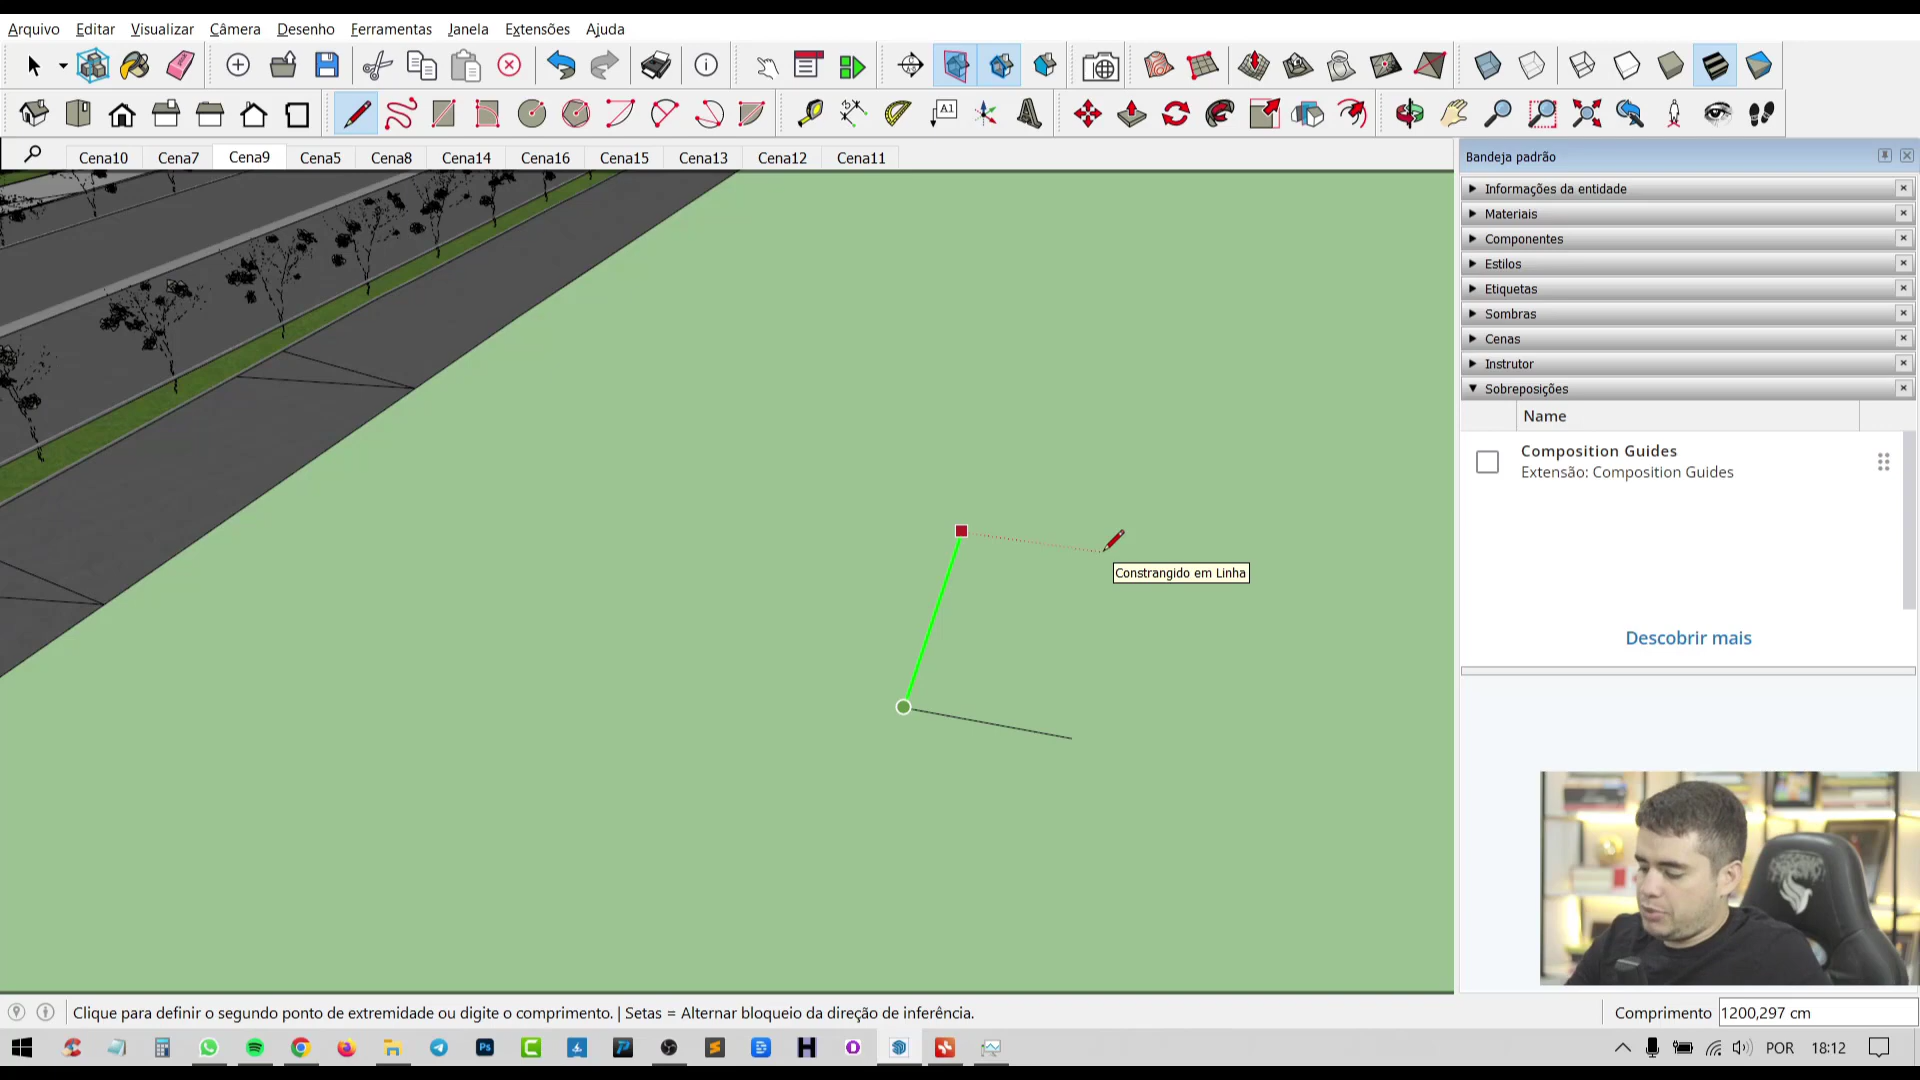 Arquivo Editar Visualizar Câmera Desenho Ferramentas Janela Extensões Ajuda
A1
Cena10 Cena7 Cena9 Cena5 Cena8 Cena14 Cena16 Cena15 Cena13 Cena12 Cena11
Bandeja padrão
Informações da entidade
Materiais
Componentes
Estilos
Etiquetas
Sombras
Cenas
Instrutor
Sobreposições
Name
Composition Guides
Extensão: Composition Guides
Descobrir mais
Constrangido em Linha
Clique para definir o segundo ponto de extremidade ou digite o comprimento. | Setas = Alternar bloqueio da direção de inferência.
Comprimento 1200,297 cm
Ps
POR 18:12